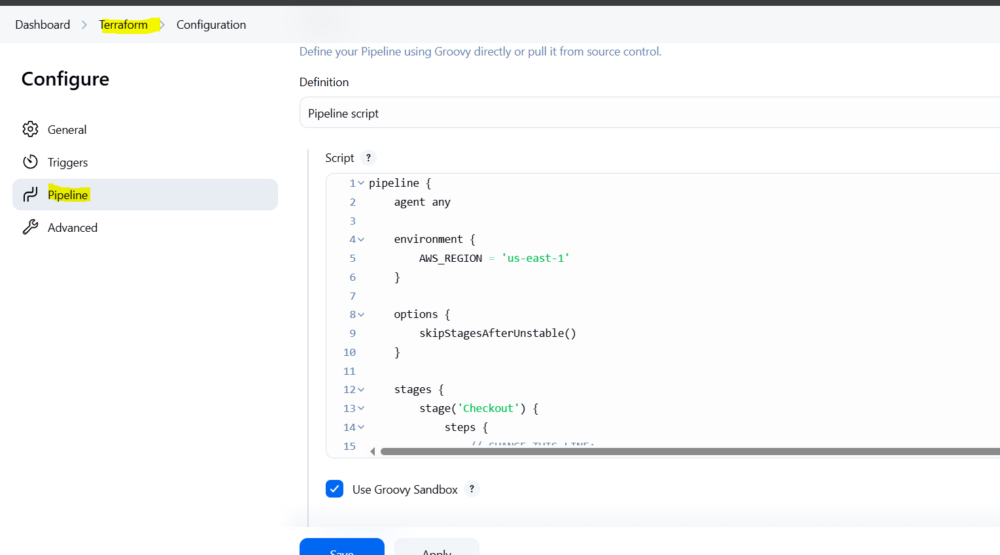 Dashboard > Terraform > Configuration
Configure
General
Triggers
Pipeline
Advanced
Define your Pipeline using Groovy directly or pull it from source control.
Definition
Pipeline script
Script ?
1 pipeline {
2     agent any
3
4     environment {
5         AWS_REGION = 'us-east-1'
6     }
7
8     options {
9         skipStagesAfterUnstable()
10     }
11
12     stages {
13         stage('Checkout') {
14             steps {
15                 // CHANGE THIS LINE:
Use Groovy Sandbox ?
Save Apply